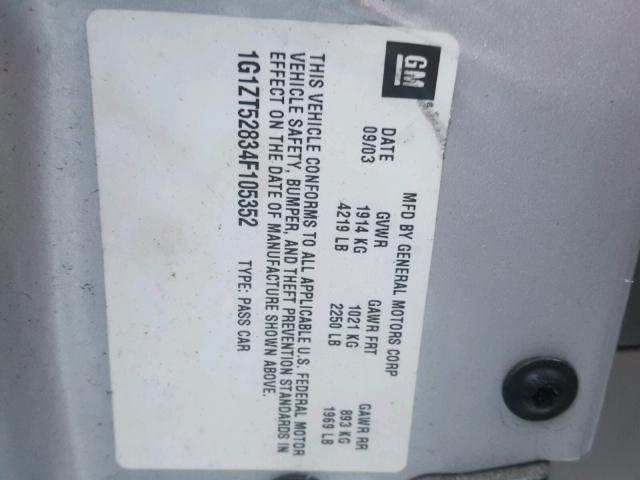 GM
MFD BY GENERAL MOTORS CORP
DATE GVWR GAWR FRT GAWR RR
09/03 1914 KG 1021 KG 893 KG
4219 LB 2250 LB 1969 LB
THIS VEHICLE CONFORMS TO ALL APPLICABLE U.S. FEDERAL MOTOR
VEHICLE SAFETY, BUMPER, AND THEFT PREVENTION STANDARDS IN
EFFECT ON THE DATE OF MANUFACTURE SHOWN ABOVE.
1G1ZT52834F105352 TYPE: PASS CAR